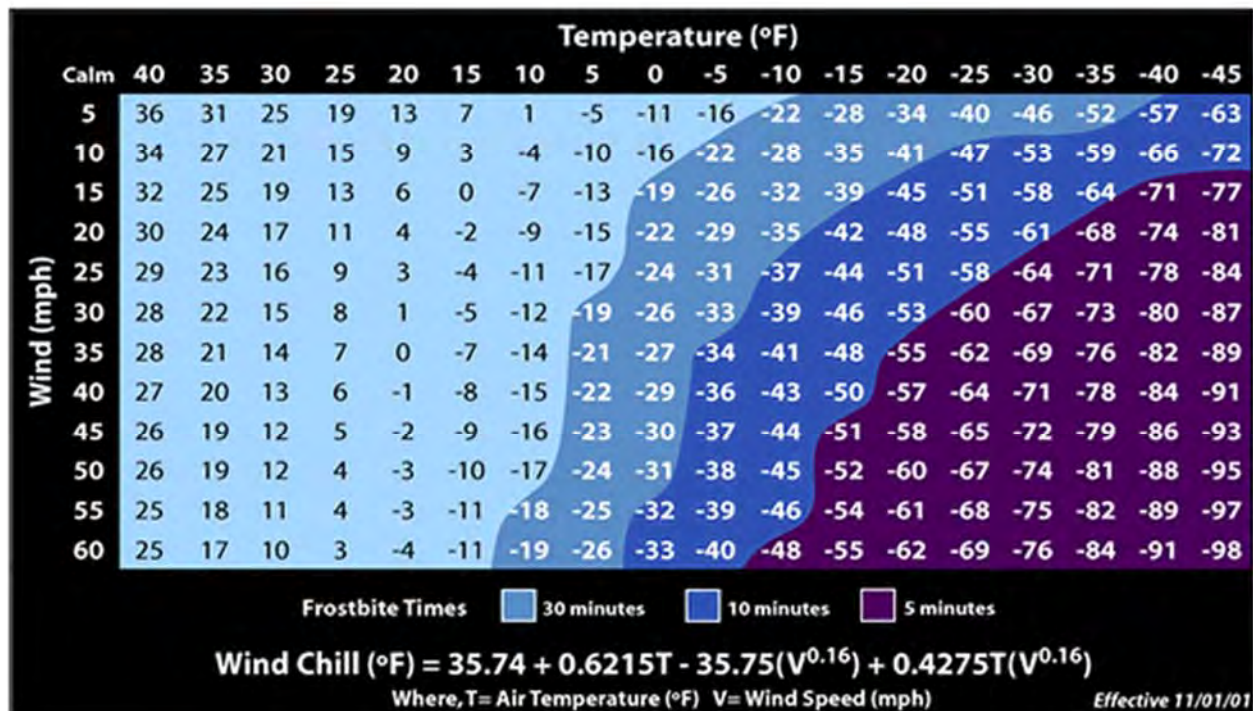 Temperature (ºF)
Calm 40 35 30 25 20 15 10 5 0 -5 -10 -15 -20 -25 -30 -35 -40 -45
5 36 31 25 19 13 7 1 -5 -11 -16 -22 -28 -34 -40 -46 -52 -57 -63
10 34 27 21 15 9 3 -4 -10 -16 -22 -28 -35 -41 -47 -53 -59 -66 -72
15 32 25 19 13 6 0 -7 -13 -19 -26 -32 -39 -45 -51 -58 -64 -71 -77
20 30 24 17 11 4 -2 -9 -15 -22 -29 -35 -42 -48 -55 -61 -68 -74 -81
25 29 23 16 9 3 -4 -11 -17 -24 -31 -37 -44 -51 -58 -64 -71 -78 -84
30 28 22 15 8 1 -5 -12 -19 -26 -33 -39 -46 -53 -60 -67 -73 -80 -87
35 28 21 14 7 0 -7 -14 -21 -27 -34 -41 -48 -55 -62 -69 -76 -82 -89
40 27 20 13 6 -1 -8 -15 -22 -29 -36 -43 -50 -57 -64 -71 -78 -84 -91
45 26 19 12 5 -2 -9 -16 -23 -30 -37 -44 -51 -58 -65 -72 -79 -86 -93
50 26 19 12 4 -3 -10 -17 -24 -31 -38 -45 -52 -60 -67 -74 -81 -88 -95
55 25 18 11 4 -3 -11 -18 -25 -32 -39 -46 -54 -61 -68 -75 -82 -89 -97
60 25 17 10 3 -4 -11 -19 -26 -33 -40 -48 -55 -62 -69 -76 -84 -91 -98
Wind (mph)
Frostbite Times 30 minutes 10 minutes 5 minutes
Wind Chill (ºF) = 35.74 + 0.6215T - 35.75(V^0.16) + 0.4275T(V^0.16)
Where, T= Air Temperature (ºF) V= Wind Speed (mph) Effective 11/01/01